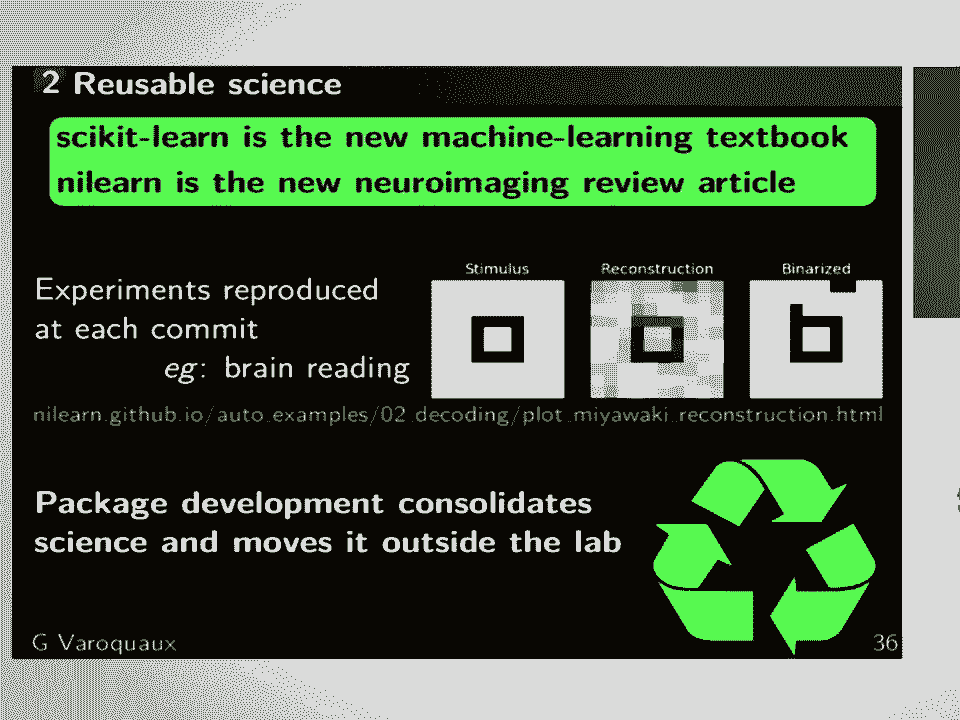 2 Reusable science
scikit-learn is the new machine-learning textbook
nilearn is the new neuroimaging review article
Experiments reproduced
at each commit
eg: brain reading
Stimulus Reconstruction Binarized
nilearn.github.io/auto_examples/02_decoding/plot_miyawaki_reconstruction.html
Package development consolidates
science and moves it outside the lab
G Varoquaux 36